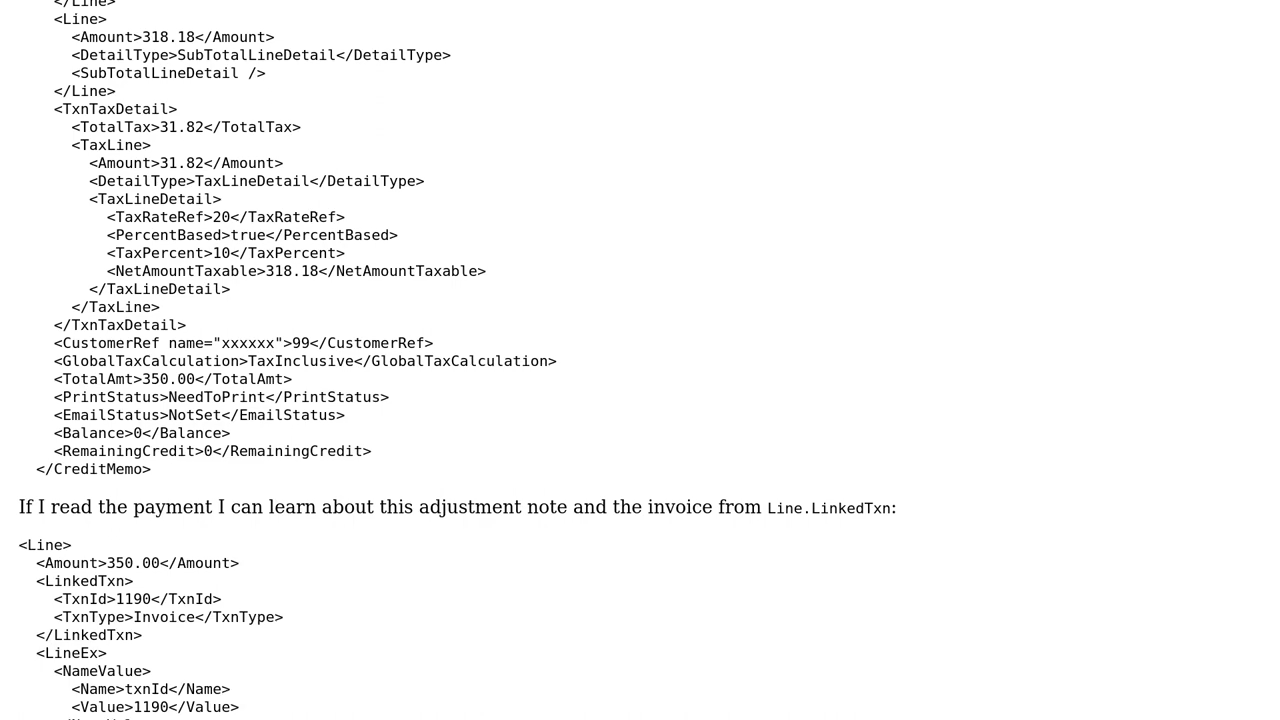 </Line>
<Line>
<Amount>318.18</Amount>
<DetailType>SubTotalLineDetail</DetailType>
<SubTotalLineDetail />
</Line>
<TxnTaxDetail>
<TotalTax>31.82</TotalTax>
<TaxLine>
<Amount>31.82</Amount>
<DetailType>TaxLineDetail</DetailType>
<TaxLineDetail>
<TaxRateRef>20</TaxRateRef>
<PercentBased>true</PercentBased>
<TaxPercent>10</TaxPercent>
<NetAmountTaxable>318.18</NetAmountTaxable>
</TaxLineDetail>
</TaxLine>
</TxnTaxDetail>
<CustomerRef name="xxxxxx">99</CustomerRef>
<GlobalTaxCalculation>TaxInclusive</GlobalTaxCalculation>
<TotalAmt>350.00</TotalAmt>
<PrintStatus>NeedToPrint</PrintStatus>
<EmailStatus>NotSet</EmailStatus>
<Balance>0</Balance>
<RemainingCredit>0</RemainingCredit>
</CreditMemo>
If I read the payment I can learn about this adjustment note and the invoice from Line.LinkedTxn:
<Line>
<Amount>350.00</Amount>
<LinkedTxn>
<TxnId>1190</TxnId>
<TxnType>Invoice</TxnType>
</LinkedTxn>
<LineEx>
<NameValue>
<Name>txnId</Name>
<Value>1190</Value>